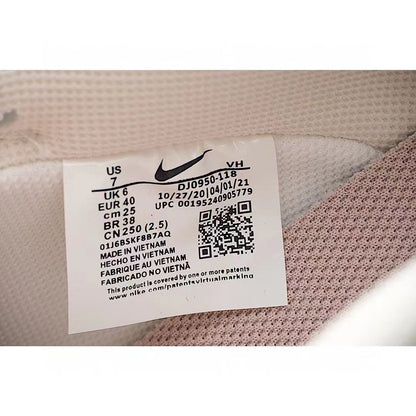 US VH
7
UK 6 DJ0950-118
EUR 40 10/27/20|04/01/21
cm 25 UPC 00195240905779
BR 38
CN 250 (2.5)
01J6BSKF8B7AQ
MADE IN VIETNAM
HECHO EN VIETNAM
FABRIQUE AU VIETNAM
FABRICADO NO VIETNÃ
This product is covered by one or more patents
www.nike.com/patentsvirtualmarking